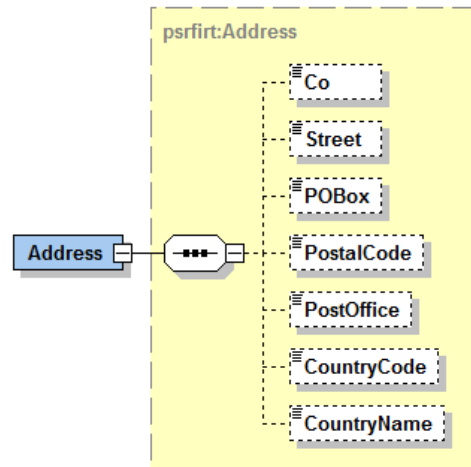 psrfirt:Address
Co
Street
POBox
Address
PostalCode
PostOffice
CountryCode
CountryName